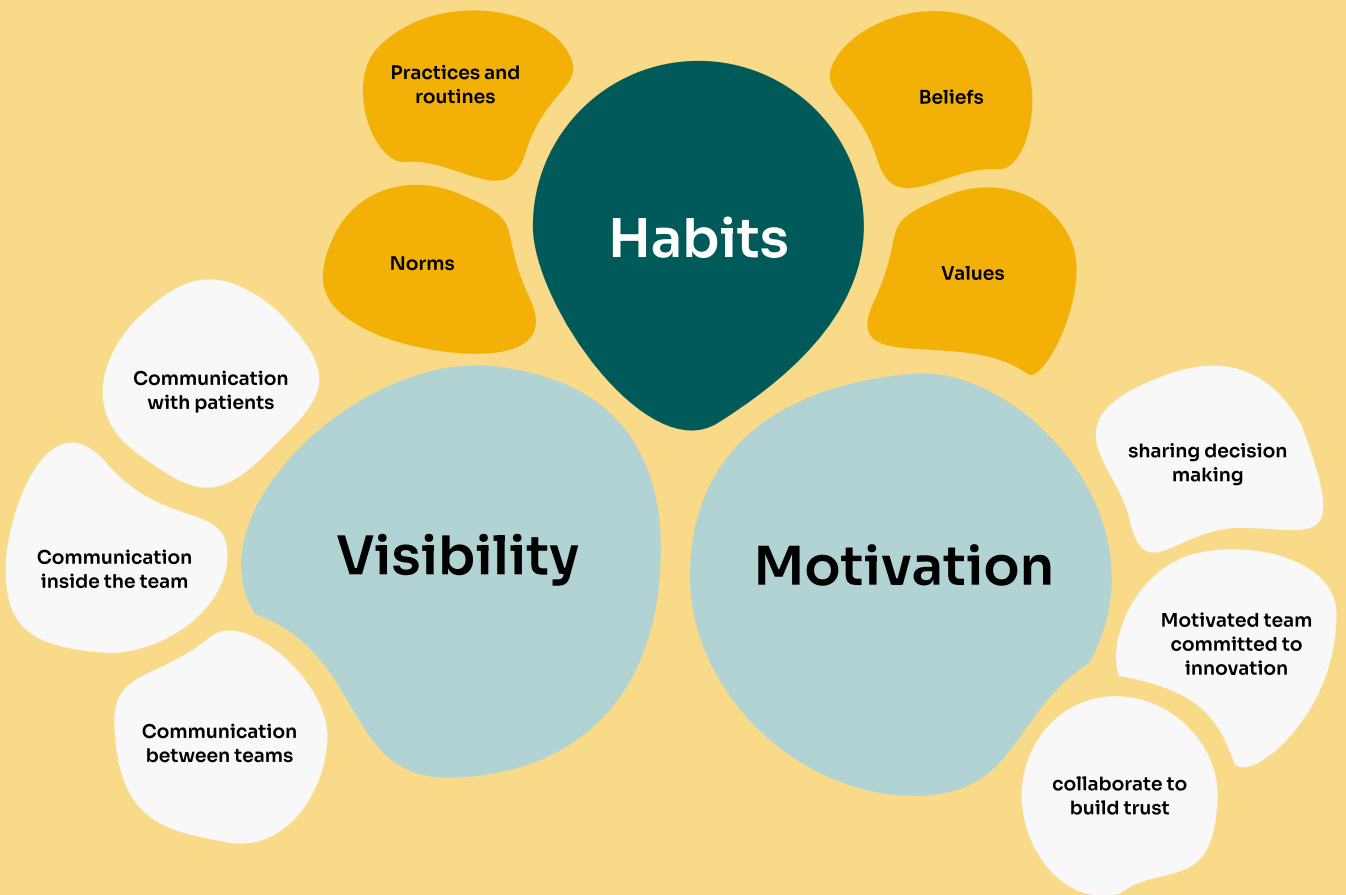 Practices and
routines
Beliefs
Habits
Norms
Values
Communication
with patients
sharing decision
making
Communication
inside the team
Visibility
Motivation
Motivated team
committed to
innovation
Communication
between teams
collaborate to
build trust